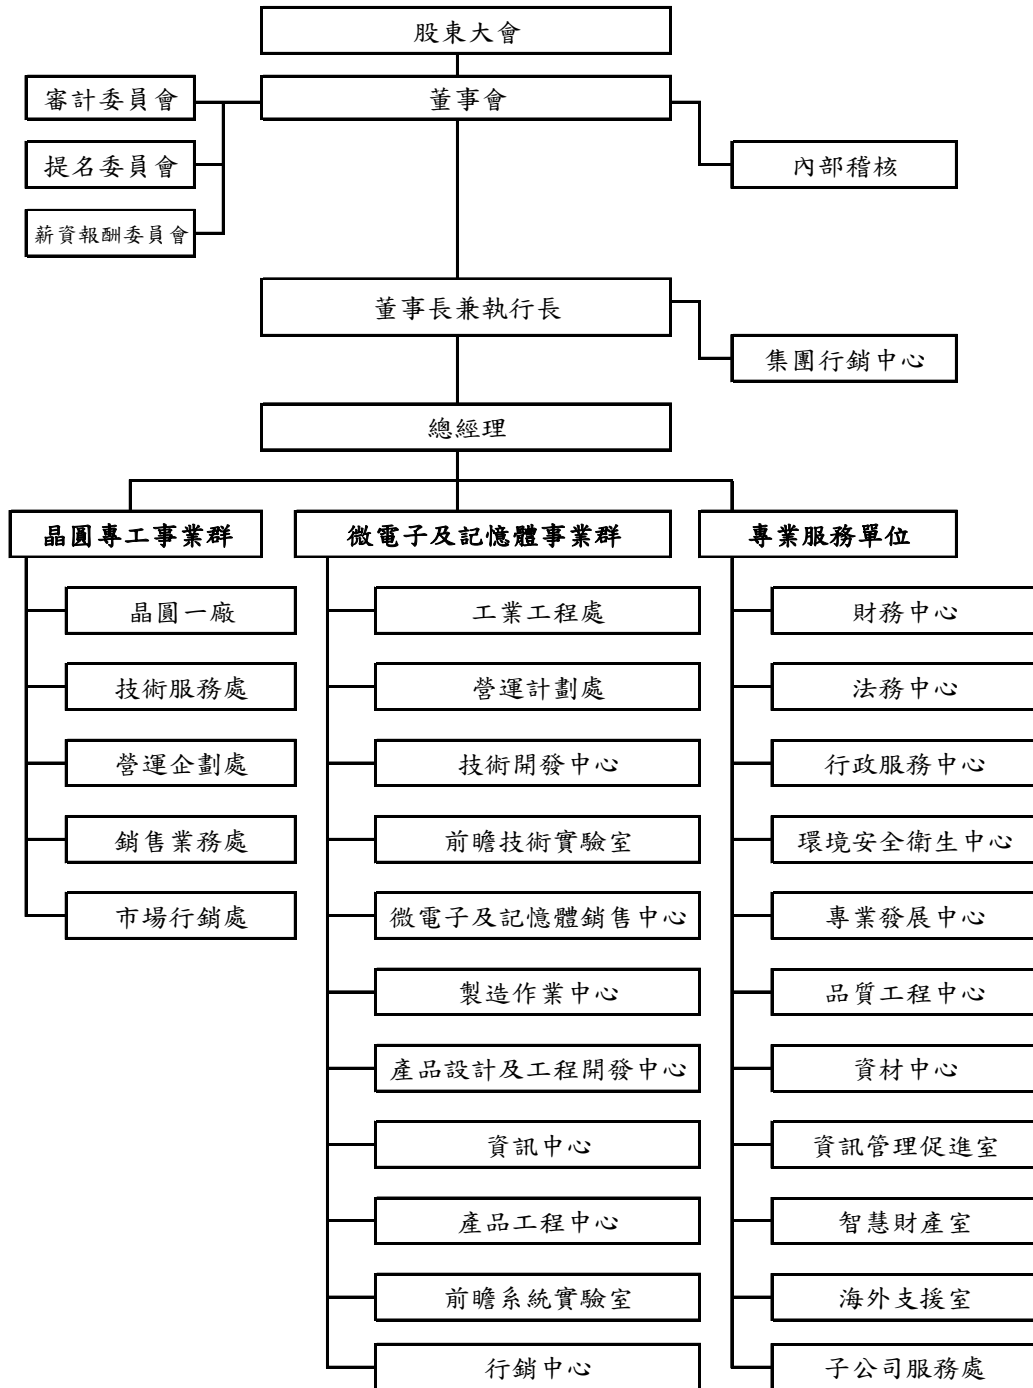 股東大會
審計委員會
董事會
提名委員會
內部稽核
薪資報酬委員會
董事長兼執行長
集團行銷中心
總經理
晶圓專工事業群
微電子及記憶體事業群
專業服務單位
晶圓一廠
技術服務處
營運企劃處
銷售業務處
市場行銷處
工業工程處
營運計劃處
技術開發中心
前瞻技術實驗室
微電子及記憶體銷售中心
製造作業中心
產品設計及工程開發中心
資訊中心
產品工程中心
前瞻系統實驗室
行銷中心
財務中心
法務中心
行政服務中心
環境安全衛生中心
專業發展中心
品質工程中心
資材中心
資訊管理促進室
智慧財產室
海外支援室
子公司服務處